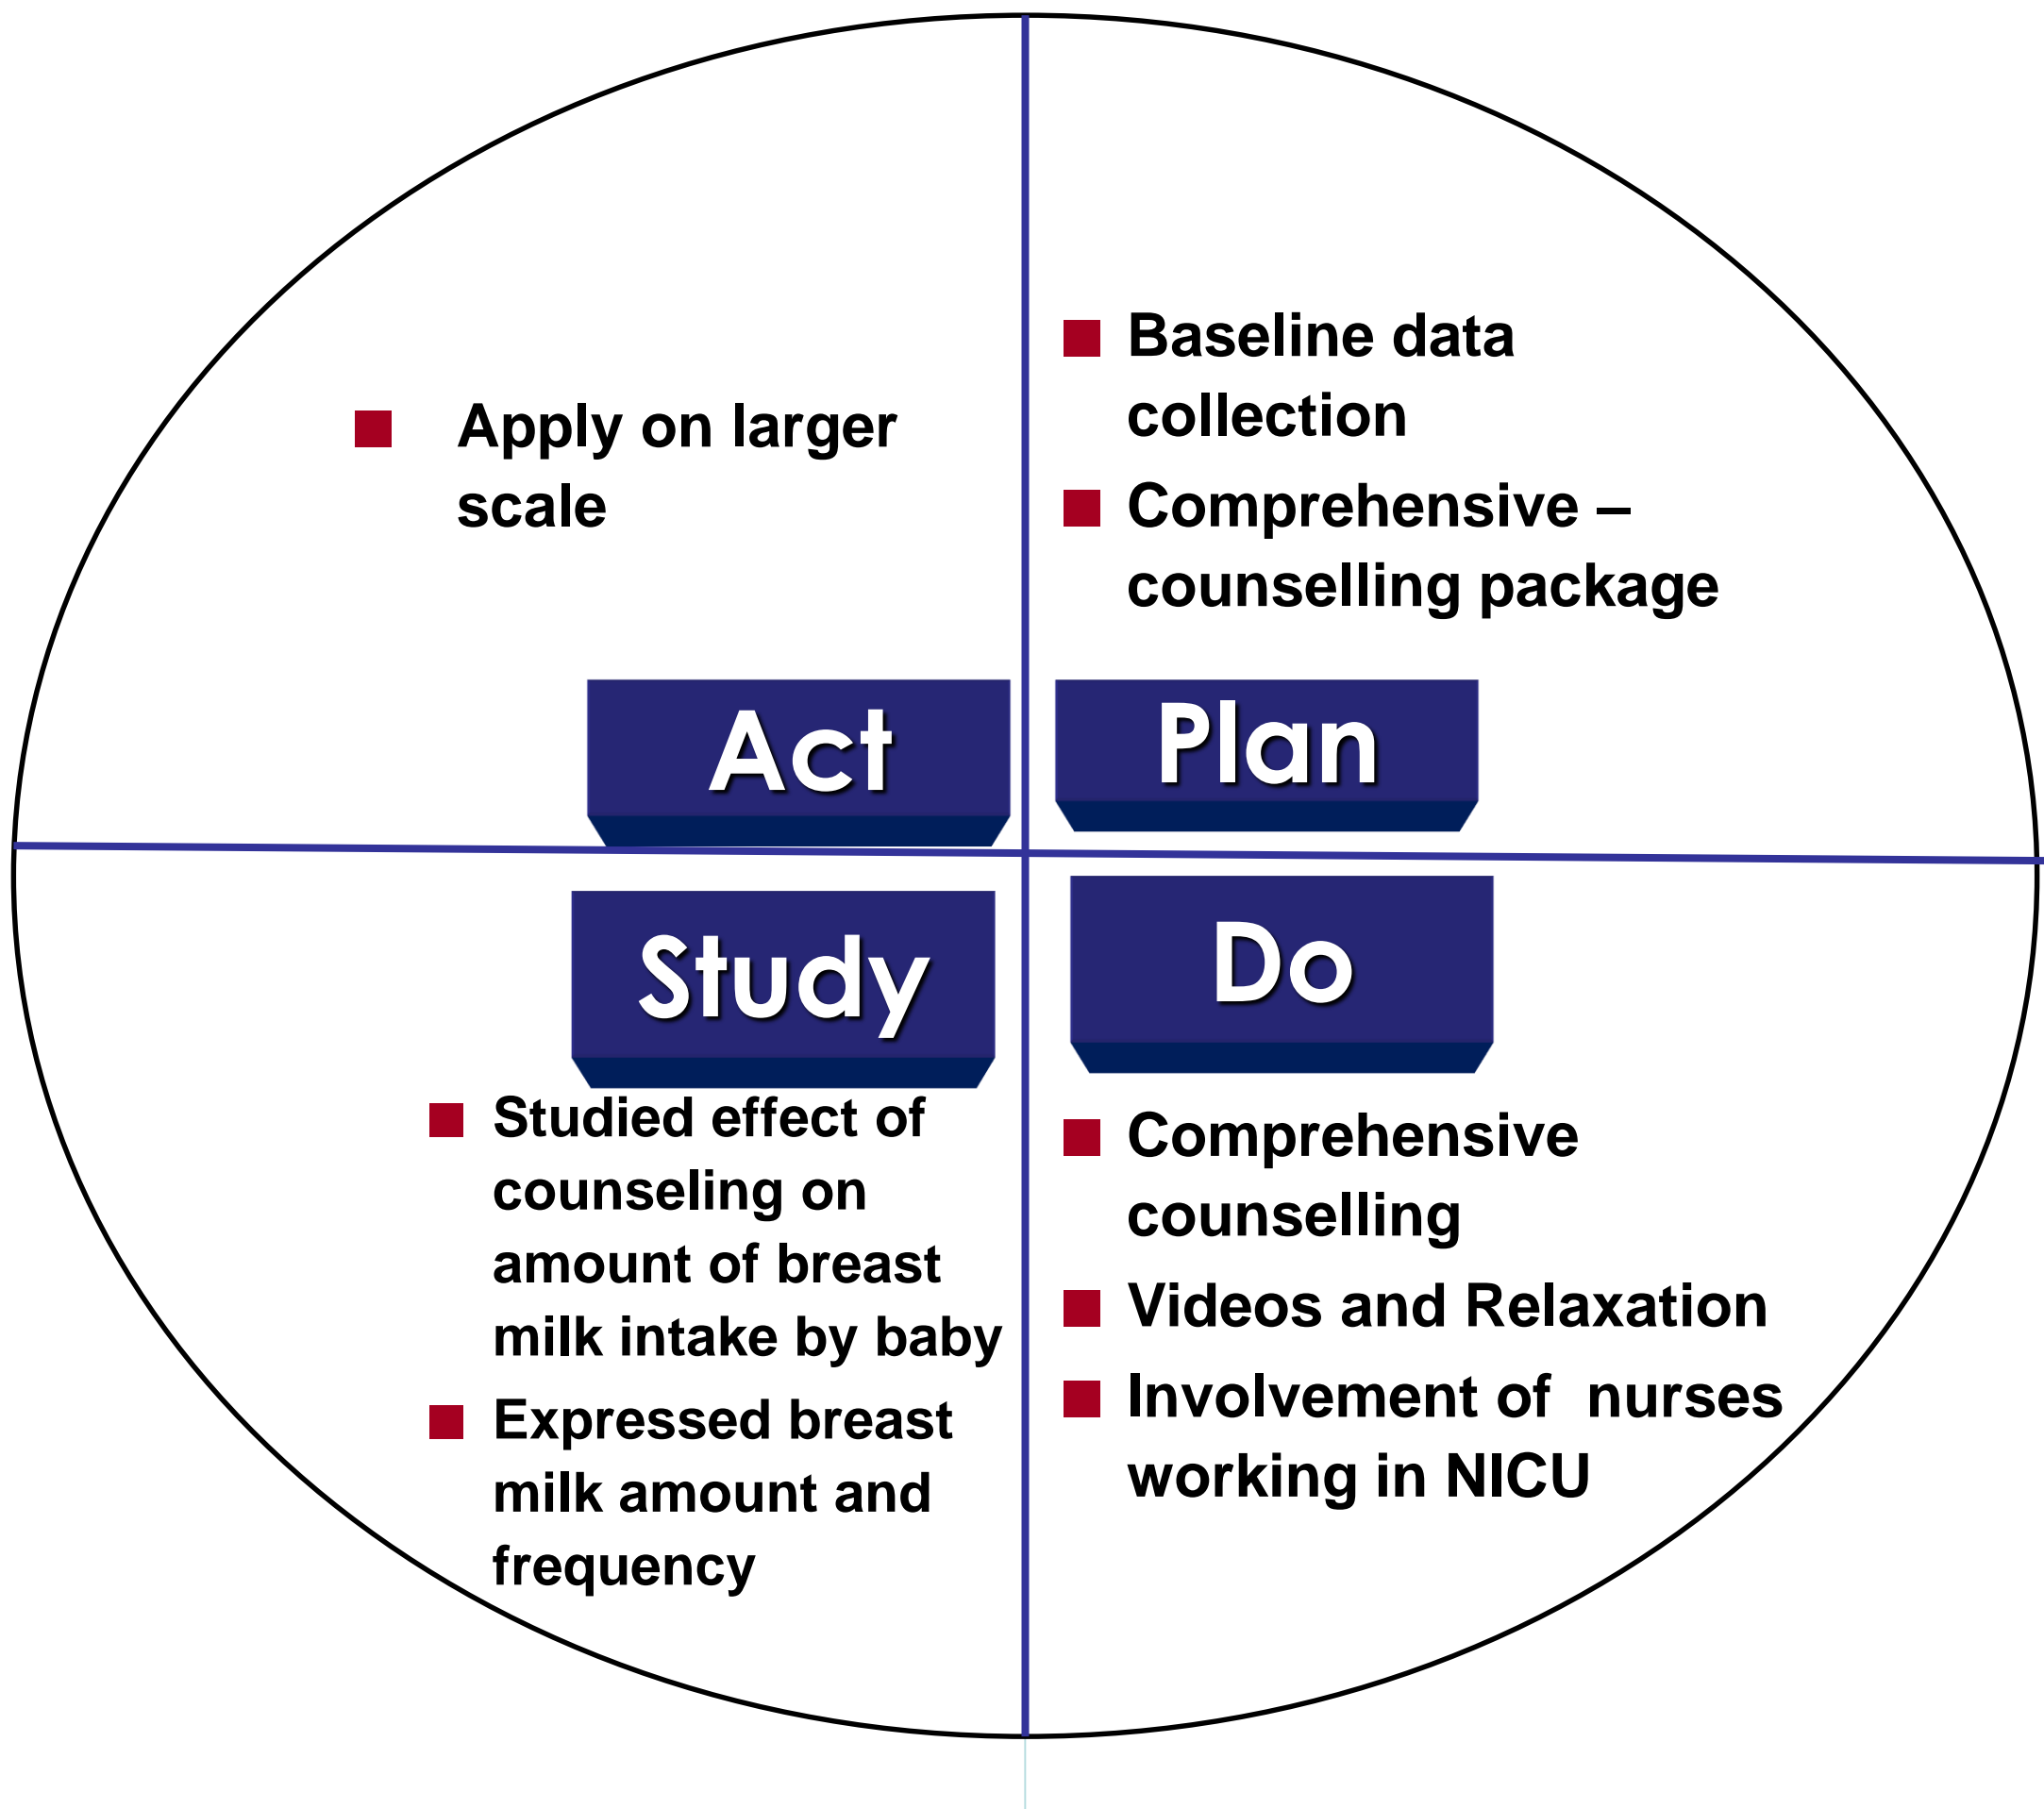 Apply on larger
scale
Act
Baseline data
collection
Comprehensive –
counselling package
Plan
Study
Studied effect of
counseling on
amount of breast
milk intake by baby
Expressed breast
milk amount and
frequency
Do
Comprehensive
counselling
Videos and Relaxation
Involvement of  nurses
working in NICU